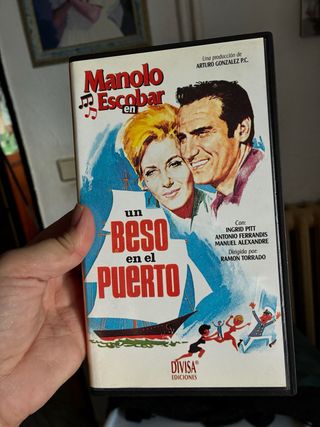 Una producción de
ARTURO GONZALEZ P.C.
Manolo
Escobar
en
un
BESO
en el
PUERTO
Con:
INGRID PITT
ANTONIO FERRANDIS
MANUEL ALEXANDRE
Dirigida por:
RAMON TORRADO
DIVISA®
EDICIONES